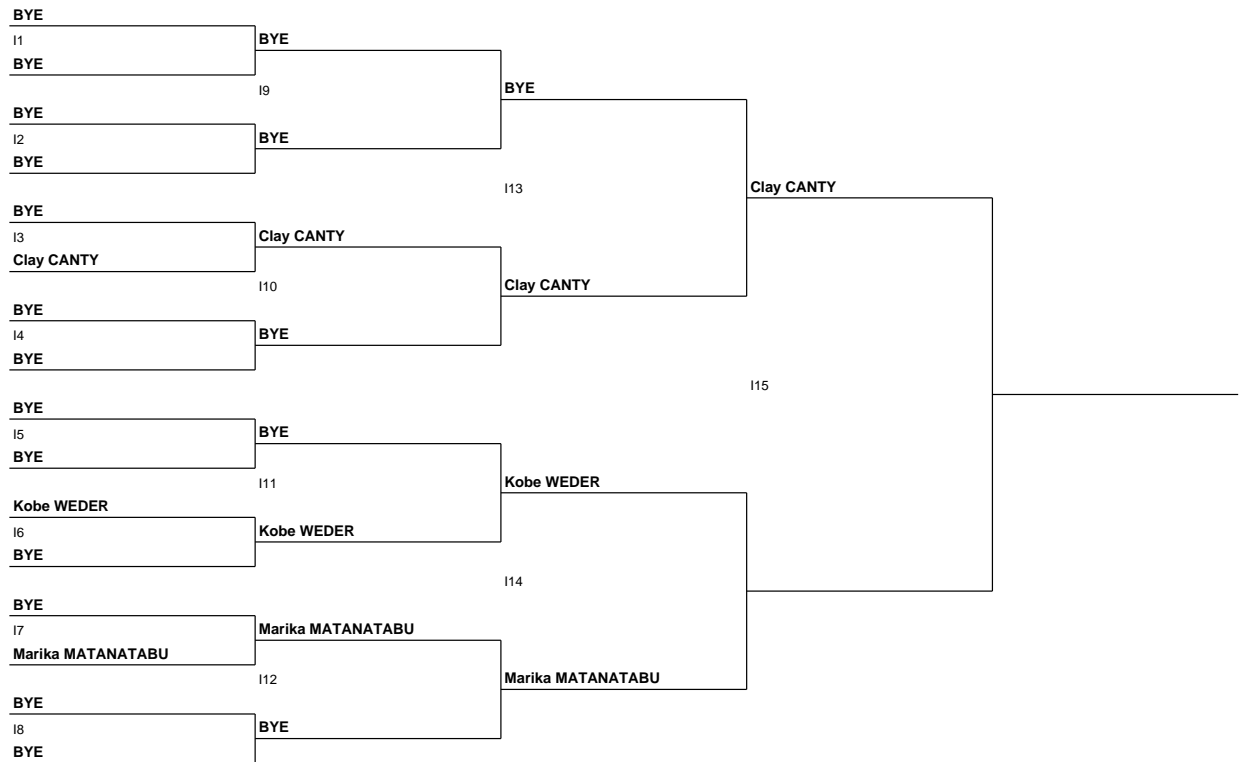 BYE
I1
BYE
BYE
I9
BYE
BYE
I2
BYE
BYE
I13
Clay CANTY
BYE
I3
Clay CANTY
Clay CANTY
I10
Clay CANTY
BYE
I4
BYE
BYE
I15
BYE
I5
BYE
BYE
I11
Kobe WEDER
Kobe WEDER
I6
Kobe WEDER
BYE
I14
BYE
I7
Marika MATANATABU
Marika MATANATABU
I12
Marika MATANATABU
BYE
I8
BYE
BYE